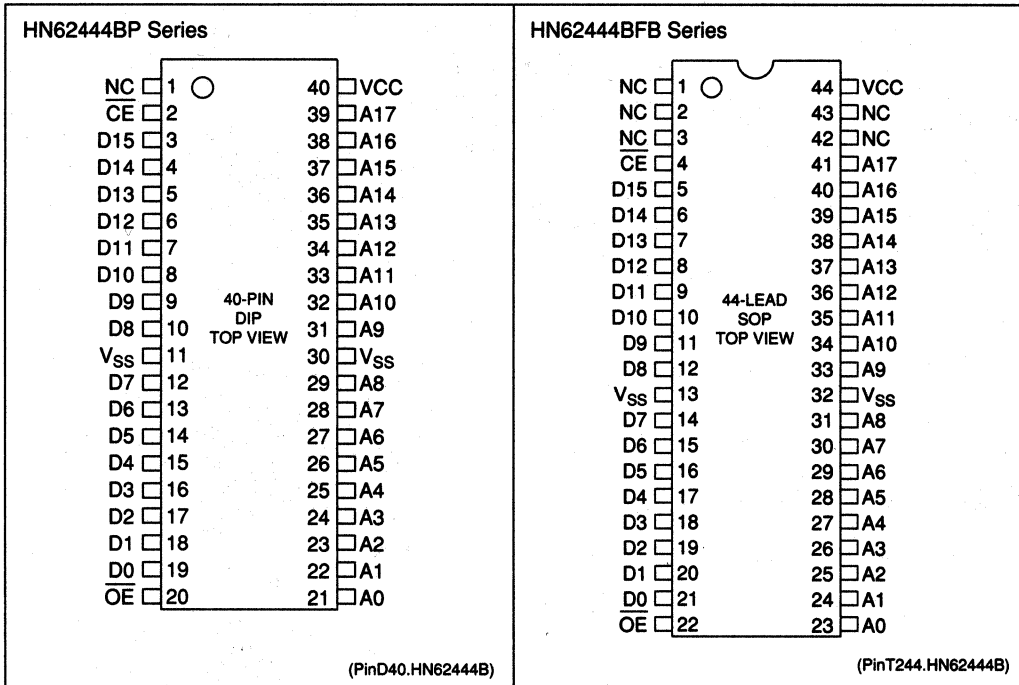 HN62444BP Series
NC 1 40 VCC
CE 2 39 A17
D15 3 38 A16
D14 4 37 A15
D13 5 36 A14
D12 6 35 A13
D11 7 34 A12
D10 8 33 A11
D9 9 32 A10
D8 10 31 A9
VSS 11 30 VSS
D7 12 29 A8
D6 13 28 A7
D5 14 27 A6
D4 15 26 A5
D3 16 25 A4
D2 17 24 A3
D1 18 23 A2
D0 19 22 A1
OE 20 21 A0
40-PIN
DIP
TOP VIEW
(PinD40.HN62444B)
HN62444BFB Series
NC 1 44 VCC
NC 2 43 NC
NC 3 42 NC
CE 4 41 A17
D15 5 40 A16
D14 6 39 A15
D13 7 38 A14
D12 8 37 A13
D11 9 36 A12
D10 10 35 A11
D9 11 34 A10
D8 12 33 A9
VSS 13 32 VSS
D7 14 31 A8
D6 15 30 A7
D5 16 29 A6
D4 17 28 A5
D3 18 27 A4
D2 19 26 A3
D1 20 25 A2
D0 21 24 A1
OE 22 23 A0
44-LEAD
SOP
TOP VIEW
(PinT244.HN62444B)